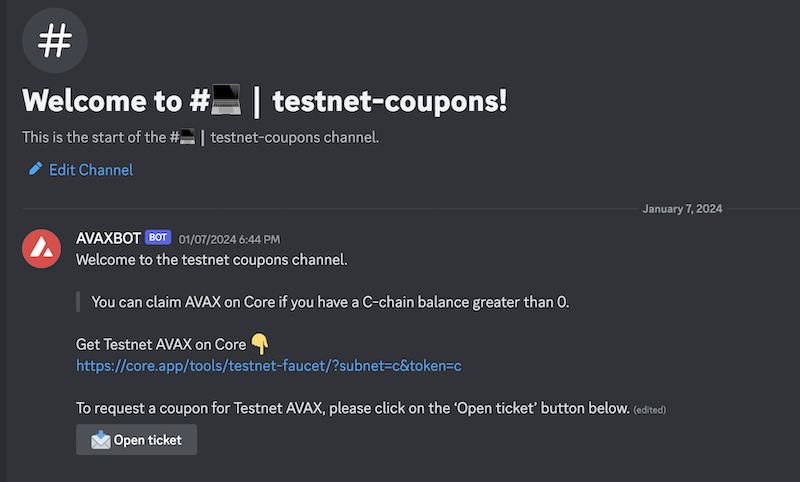 #
Welcome to #💻 | testnet-coupons!
This is the start of the #💻 | testnet-coupons channel.
Edit Channel
January 7, 2024
AVAXBOT BOT 01/07/2024 6:44 PM
Welcome to the testnet coupons channel.
You can claim AVAX on Core if you have a C-chain balance greater than 0.
Get Testnet AVAX on Core 👇
https://core.app/tools/testnet-faucet/?subnet=c&token=c
To request a coupon for Testnet AVAX, please click on the ‘Open ticket’ button below. (edited)
📩 Open ticket